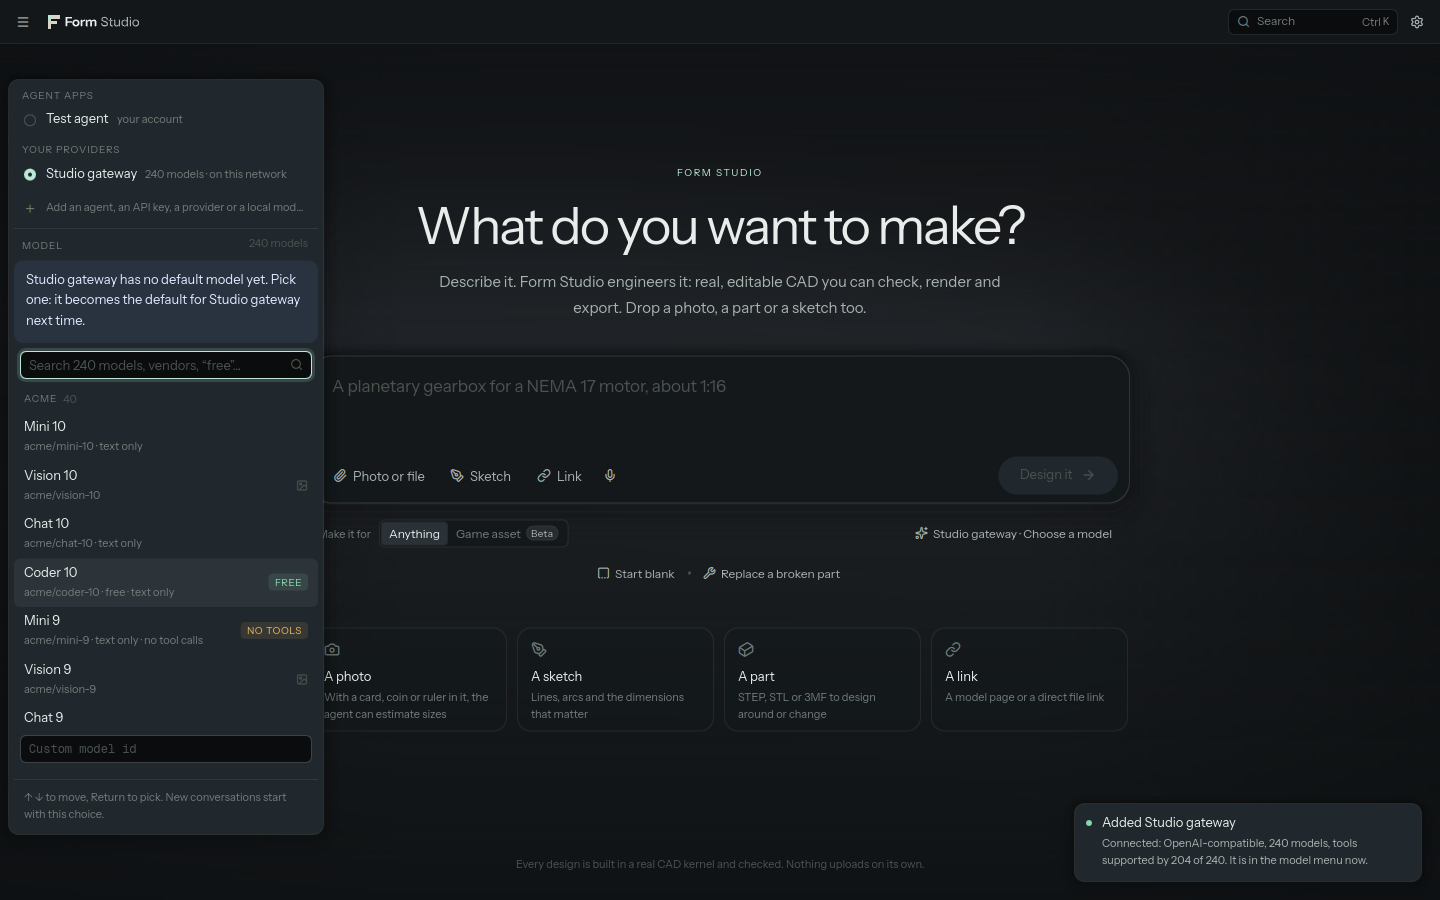 Form Studio
Search
Ctrl K
AGENT APPS
Test agent your account
YOUR PROVIDERS
Studio gateway 240 models · on this network
Add an agent, an API key, a provider or a local mod...
MODEL
240 models
Studio gateway has no default model yet. Pick
one: it becomes the default for Studio gateway
next time.
Search 240 models, vendors, “free”...
ACME 40
Mini 10
acme/mini-10 · text only
Vision 10
acme/vision-10
Chat 10
acme/chat-10 · text only
Coder 10
acme/coder-10 · free · text only
FREE
Mini 9
acme/mini-9 · text only · no tool calls
NO TOOLS
Vision 9
acme/vision-9
Chat 9
Custom model id
↑ ↓ to move, Return to pick. New conversations start
with this choice.
FORM STUDIO
What do you want to make?
Describe it. Form Studio engineers it: real, editable CAD you can check, render and
export. Drop a photo, a part or a sketch too.
A planetary gearbox for a NEMA 17 motor, about 1:16
Photo or file
Sketch
Link
Design it
Make it for
Anything
Game asset Beta
Studio gateway · Choose a model
Start blank
Replace a broken part
A photo
With a card, coin or ruler in it, the
agent can estimate sizes
A sketch
Lines, arcs and the dimensions
that matter
A part
STEP, STL or 3MF to design
around or change
A link
A model page or a direct file link
Every design is built in a real CAD kernel and checked. Nothing uploads on its own.
Added Studio gateway
Connected: OpenAI-compatible, 240 models, tools
supported by 204 of 240. It is in the model menu now.